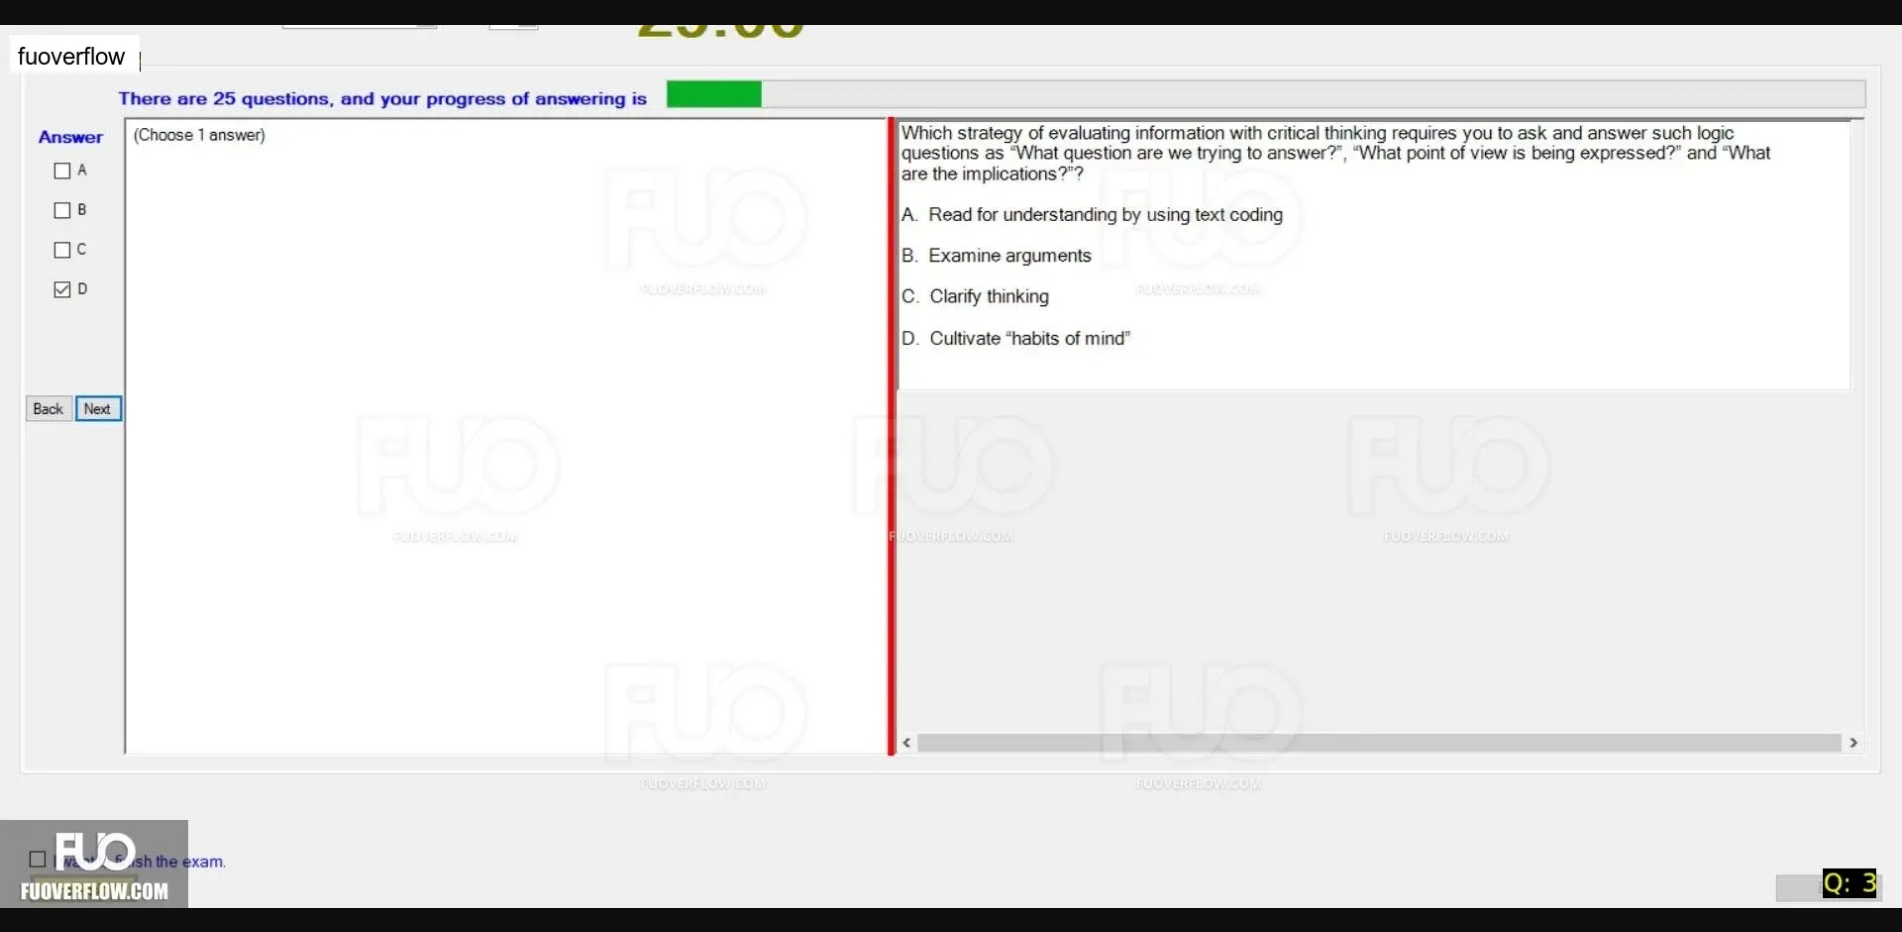 fuoverflow
There are 25 questions, and your progress of answering is
Answer
(Choose 1 answer)
A
B
C
D
Back
Next
Which strategy of evaluating information with critical thinking requires you to ask and answer such logic
questions as “What question are we trying to answer?”, “What point of view is being expressed?” and “What
are the implications?”?
A. Read for understanding by using text coding
B. Examine arguments
C. Clarify thinking
D. Cultivate “habits of mind”
FUO
FUOVERFLOW.COM
FUO
FUOVERFLOW.COM
FUO
FUOVERFLOW.COM
FUO
FUOVERFLOW.COM
FUO
FUOVERFLOW.COM
FUO
FUOVERFLOW.COM
FUO
FUOVERFLOW.COM
the exam.
FUO
FUOVERFLOW.COM
Q: 3